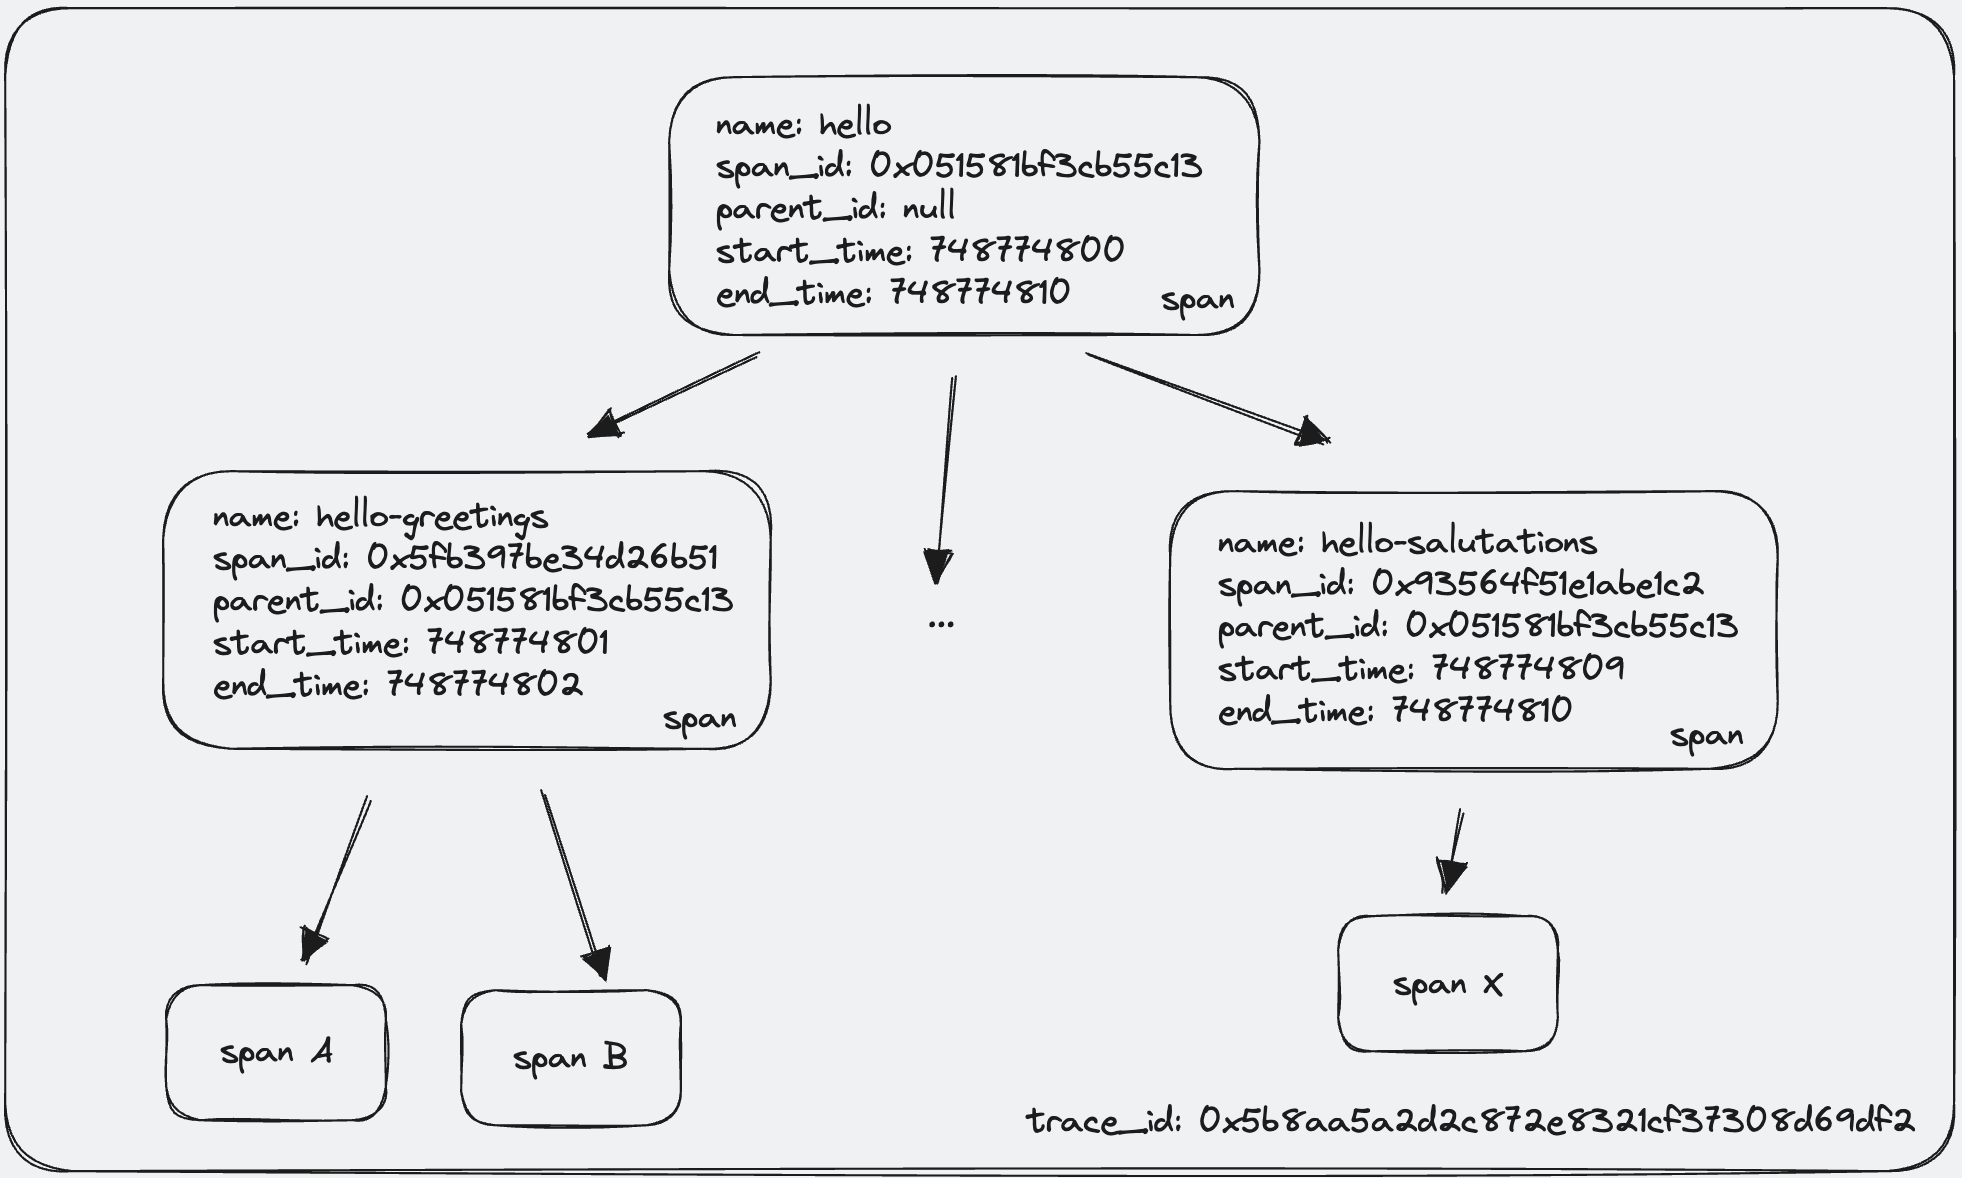 name: hello
span_id: 0x051581bf3cb55c13
parent_id: null
start_time: 748774800
end_time: 748774810
span
name: hello-greetings
span_id: 0x5fb397be34d26b51
parent_id: 0x051581bf3cb55c13
start_time: 748774801
end_time: 748774802
span
...
name: hello-salutations
span_id: 0x93564f51e1abe1c2
parent_id: 0x051581bf3cb55c13
start_time: 748774809
end_time: 748774810
span
span A
span B
span X
trace_id: 0x5b8aa5a2d2c872e8321cf37308d69df2